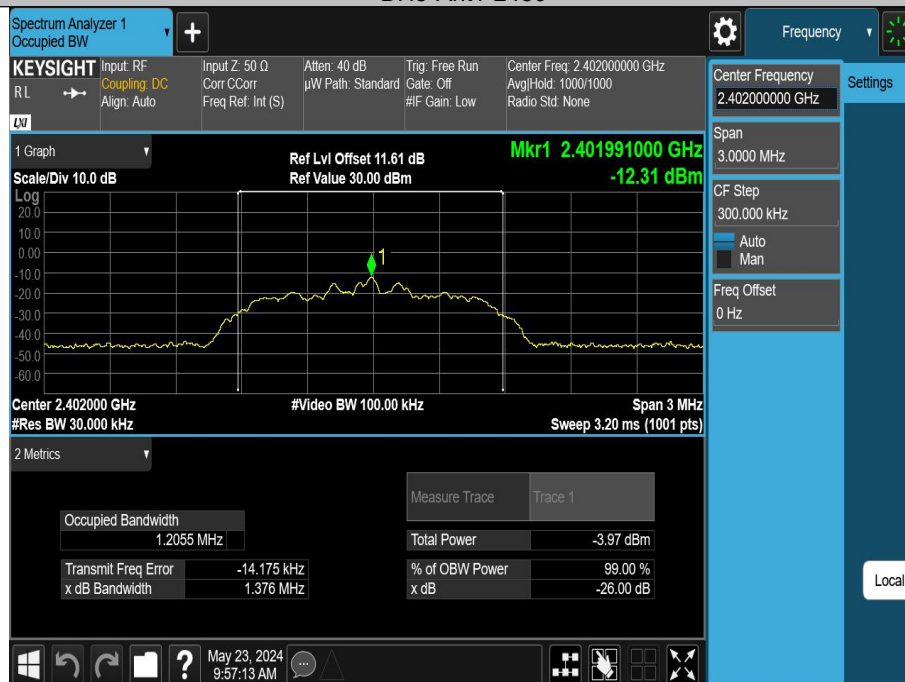 Spectrum Analyzer 1
Occupied BW
Frequency
KEYSIGHT
RL
LXI
Input: RF
Coupling: DC
Align: Auto
Input Z: 50 Ω
Corr CCorr
Freq Ref: Int (S)
Atten: 40 dB
µW Path: Standard
Trig: Free Run
Gate: Off
#IF Gain: Low
Center Freq: 2.402000000 GHz
Avg|Hold: 1000/1000
Radio Std: None
Center Frequency
2.402000000 GHz
Settings
Span
3.0000 MHz
CF Step
300.000 kHz
Auto
Man
Freq Offset
0 Hz
1 Graph
Scale/Div 10.0 dB
Ref Lvl Offset 11.61 dB
Ref Value 30.00 dBm
Mkr1 2.401991000 GHz
-12.31 dBm
Log
20.0
10.0
0.00
-10.0
-20.0
-30.0
-40.0
-50.0
-60.0
1
Center 2.402000 GHz
#Res BW 30.000 kHz
#Video BW 100.00 kHz
Span 3 MHz
Sweep 3.20 ms (1001 pts)
2 Metrics
Measure Trace
Trace 1
Occupied Bandwidth
1.2055 MHz
Total Power
-3.97 dBm
Transmit Freq Error
-14.175 kHz
% of OBW Power
99.00 %
x dB Bandwidth
1.376 MHz
x dB
-26.00 dB
Local
?
May 23, 2024
9:57:13 AM